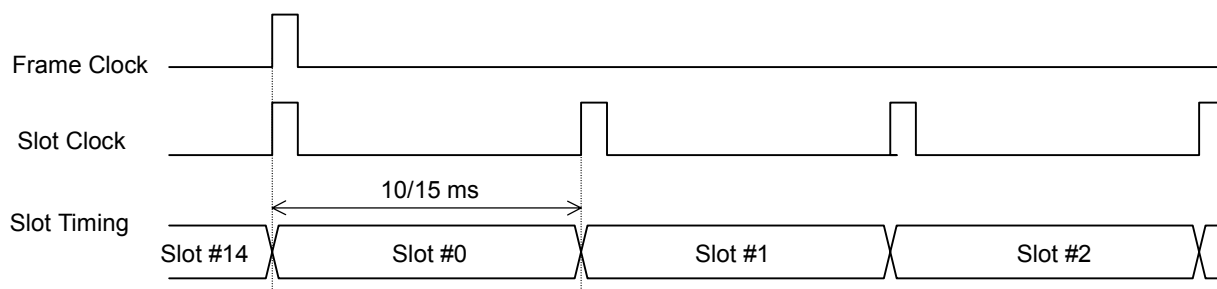 Frame Clock
Slot Clock
10/15 ms
Slot Timing
Slot #14 Slot #0 Slot #1 Slot #2